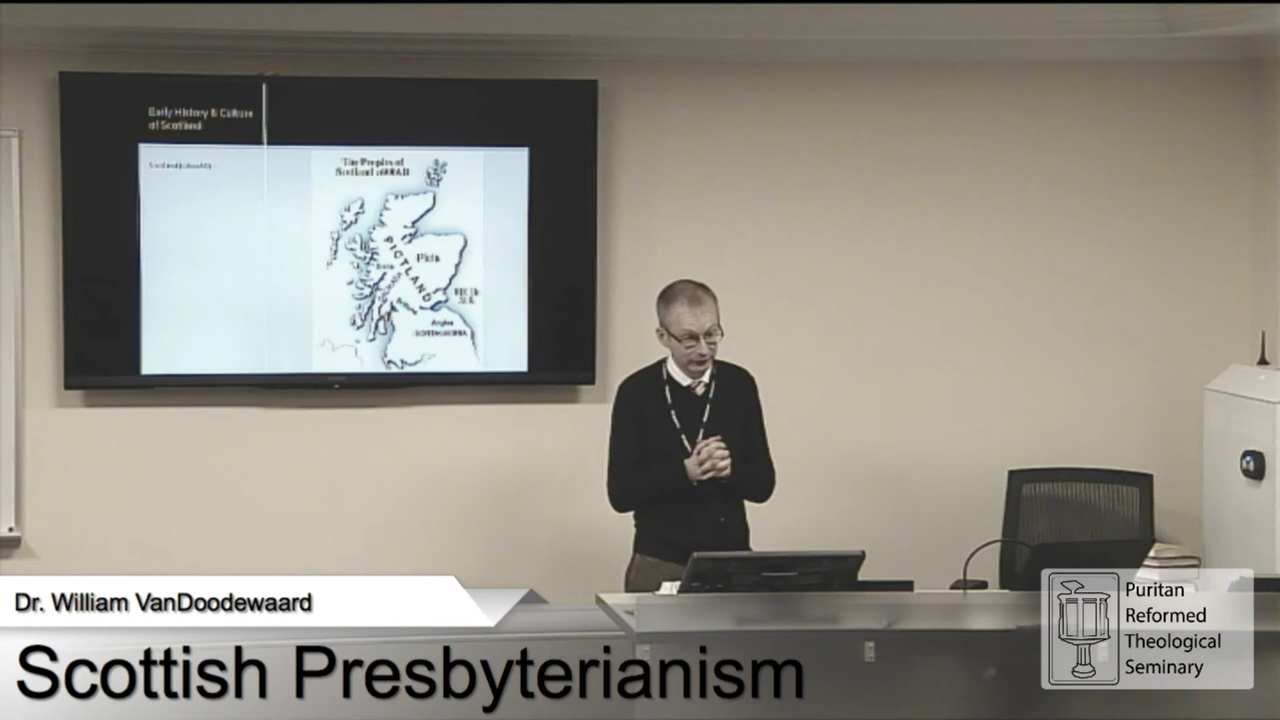 Early History & Culture
of Scotland
The Peoples of
PICTLAND
Picts
Angles
Dr. William VanDoodewaard
Scottish Presbyterianism
Puritan
Reformed
Theological
Seminary